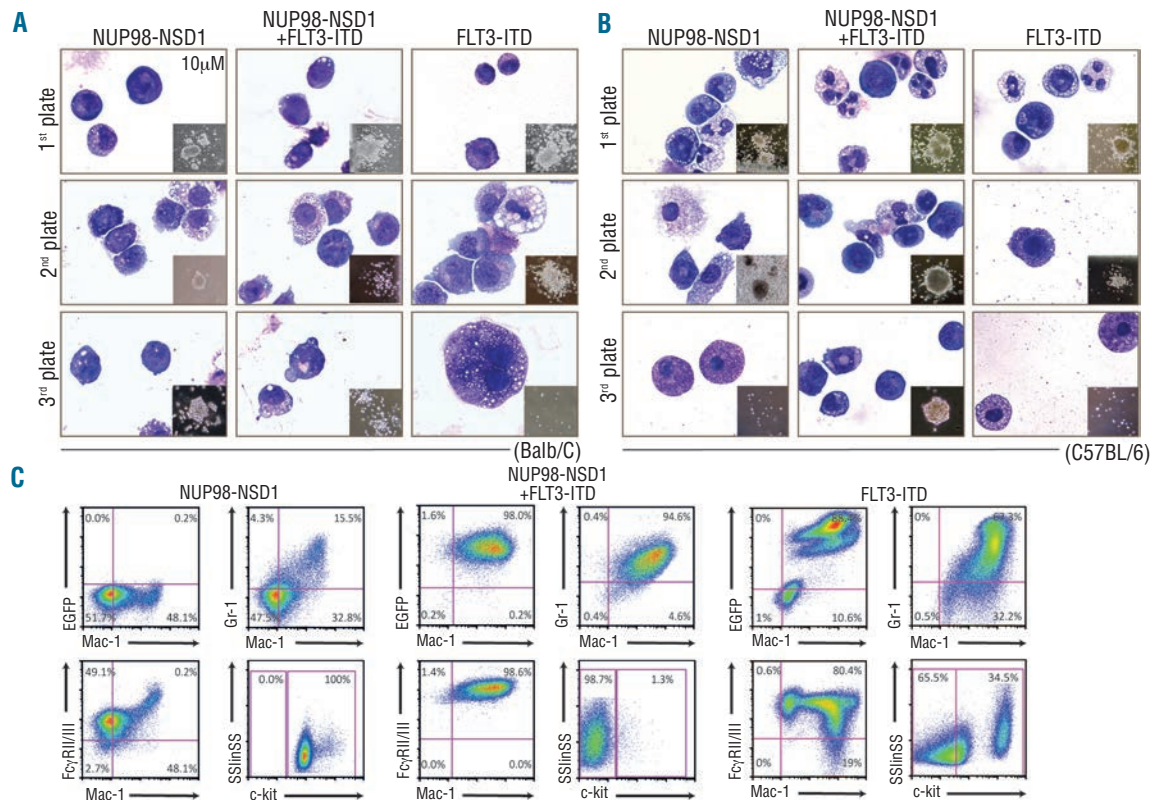 A
NUP98-NSD1
NUP98-NSD1
+FLT3-ITD
FLT3-ITD
10μM
1st plate
2nd plate
3rd plate
(Balb/C)
B
NUP98-NSD1
NUP98-NSD1
+FLT3-ITD
FLT3-ITD
1st plate
2nd plate
3rd plate
(C57BL/6)
C
NUP98-NSD1
NUP98-NSD1
+FLT3-ITD
FLT3-ITD
0.0% 0.2%
EGFP
51.7% 48.1%
Mac-1
4.3% 15.5%
Gr-1
32.8%
Mac-1
1.6% 98.0%
EGFP
0.2% 0.2%
Mac-1
0.4% 94.6%
Gr-1
0.4% 4.6%
Mac-1
0%
EGFP
1% 10.6%
Mac-1
0%
Gr-1
0.5% 32.2%
Mac-1
49.1% 0.2%
FcγRII/III
2.7% 48.1%
Mac-1
0.0% 100%
SSlinSS
c-kit
1.4% 98.6%
FcγRII/III
0.0% 0.0%
Mac-1
98.7% 1.3%
SSlinSS
c-kit
0.6% 80.4%
FcγRII/III
0% 19%
Mac-1
65.5% 34.5%
SSlinSS
c-kit